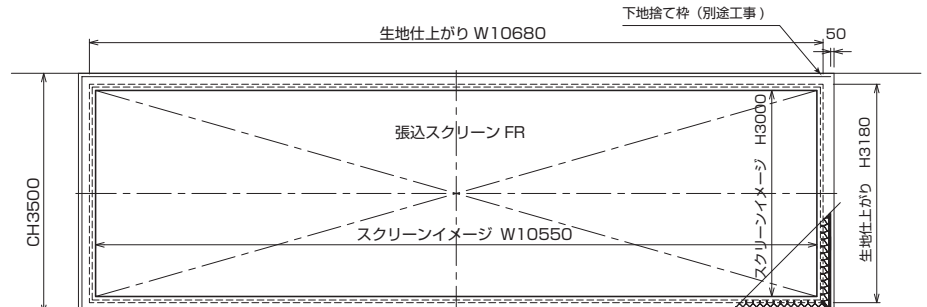 下地捨て枠（別途工事）
生地仕上がり W10680
50
張込スクリーン FR
スクリーンイメージ H3000
生地仕上がり H3180
CH3500
スクリーンイメージ W10550